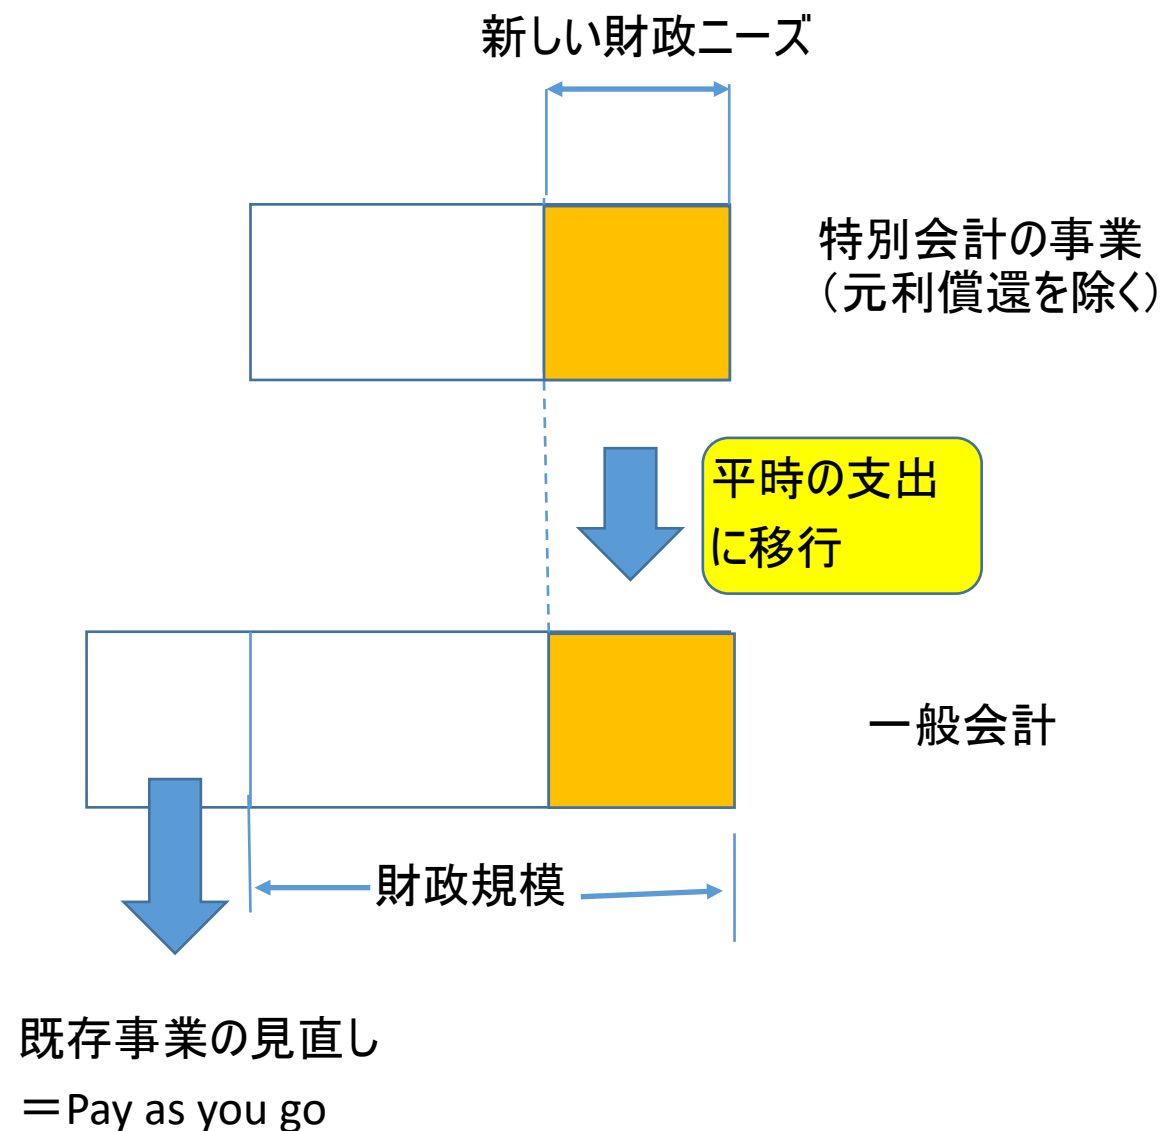 新しい財政ニーズ
特別会計の事業
（元利償還を除く）
平時の支出
に移行
一般会計
財政規模
既存事業の見直し
＝Pay as you go